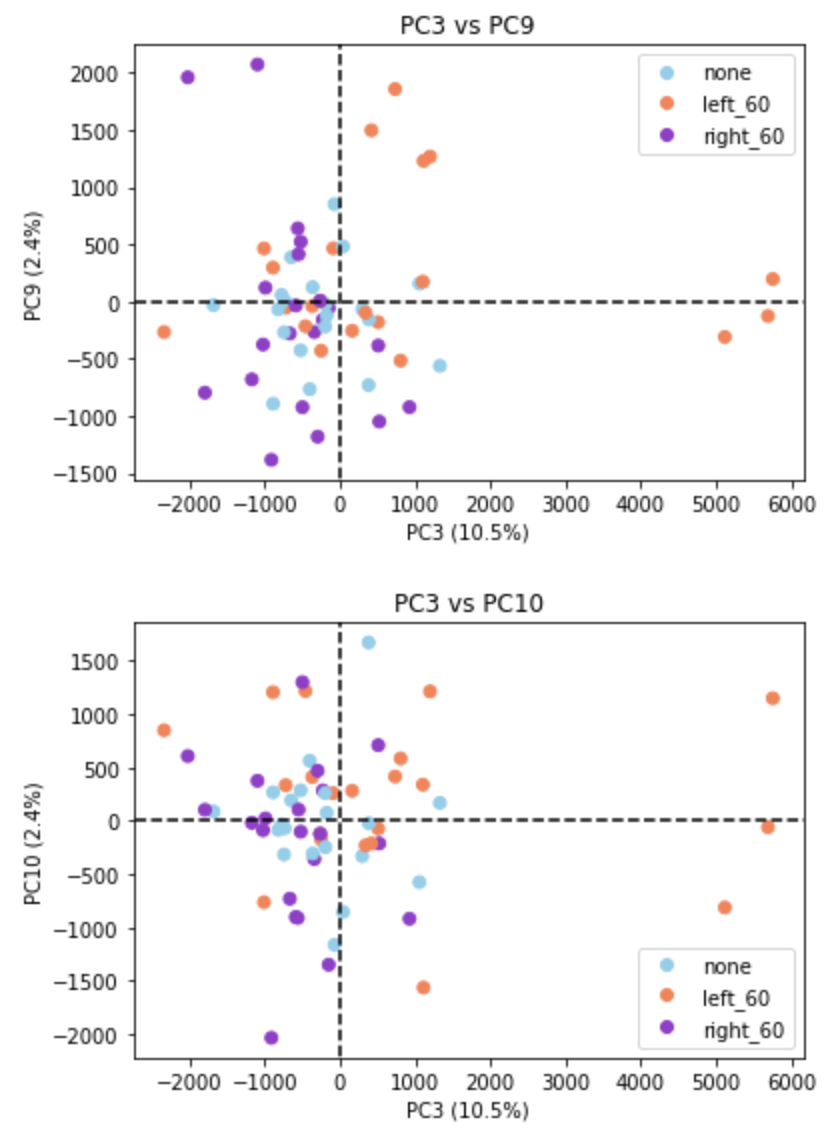 PC3 vs PC9
2000
1500
1000
500
0
−500
−1000
−1500
PC9 (2.4%)
none
left_60
right_60
−2000 −1000 0 1000 2000 3000 4000 5000 6000
PC3 (10.5%)
PC3 vs PC10
1500
1000
500
0
−500
−1000
−1500
−2000
PC10 (2.4%)
none
left_60
right_60
−2000 −1000 0 1000 2000 3000 4000 5000 6000
PC3 (10.5%)